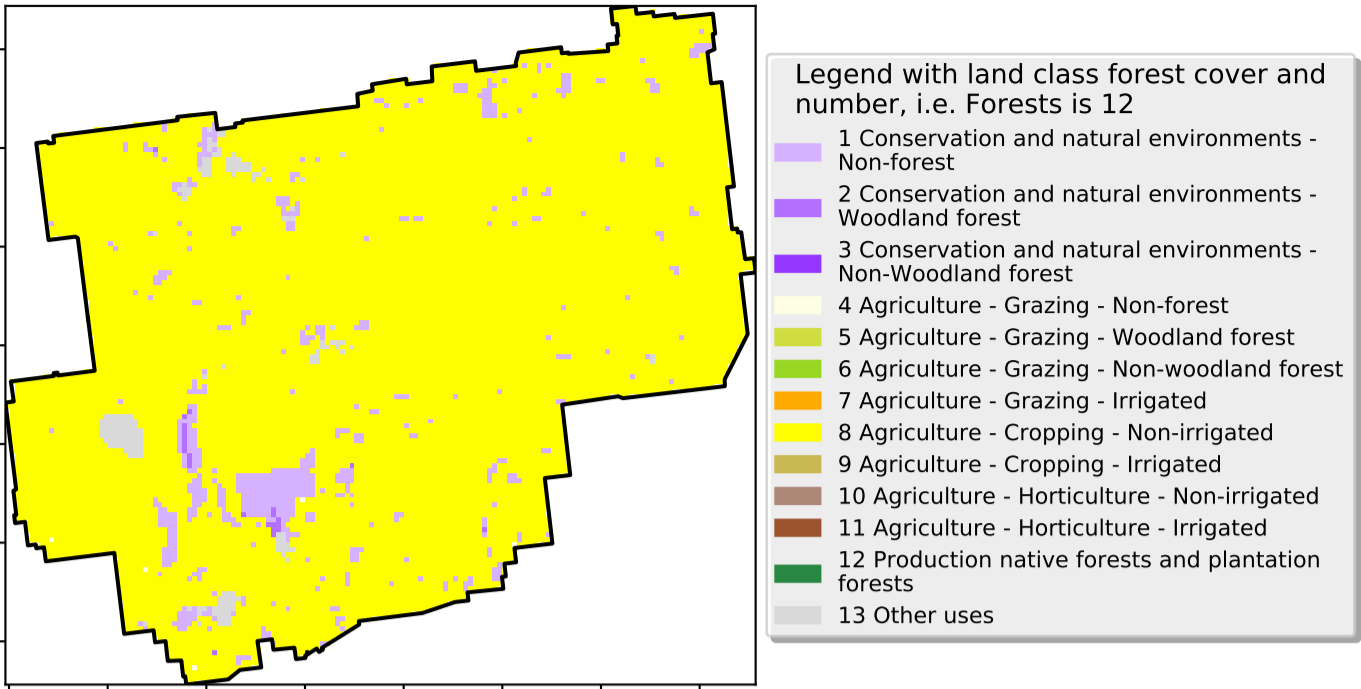 Legend with land class forest cover and
number, i.e. Forests is 12
1 Conservation and natural environments -
Non-forest
2 Conservation and natural environments -
Woodland forest
3 Conservation and natural environments -
Non-Woodland forest
4 Agriculture - Grazing - Non-forest
5 Agriculture - Grazing - Woodland forest
6 Agriculture - Grazing - Non-woodland forest
7 Agriculture - Grazing - Irrigated
8 Agriculture - Cropping - Non-irrigated
9 Agriculture - Cropping - Irrigated
10 Agriculture - Horticulture - Non-irrigated
11 Agriculture - Horticulture - Irrigated
12 Production native forests and plantation
forests
13 Other uses